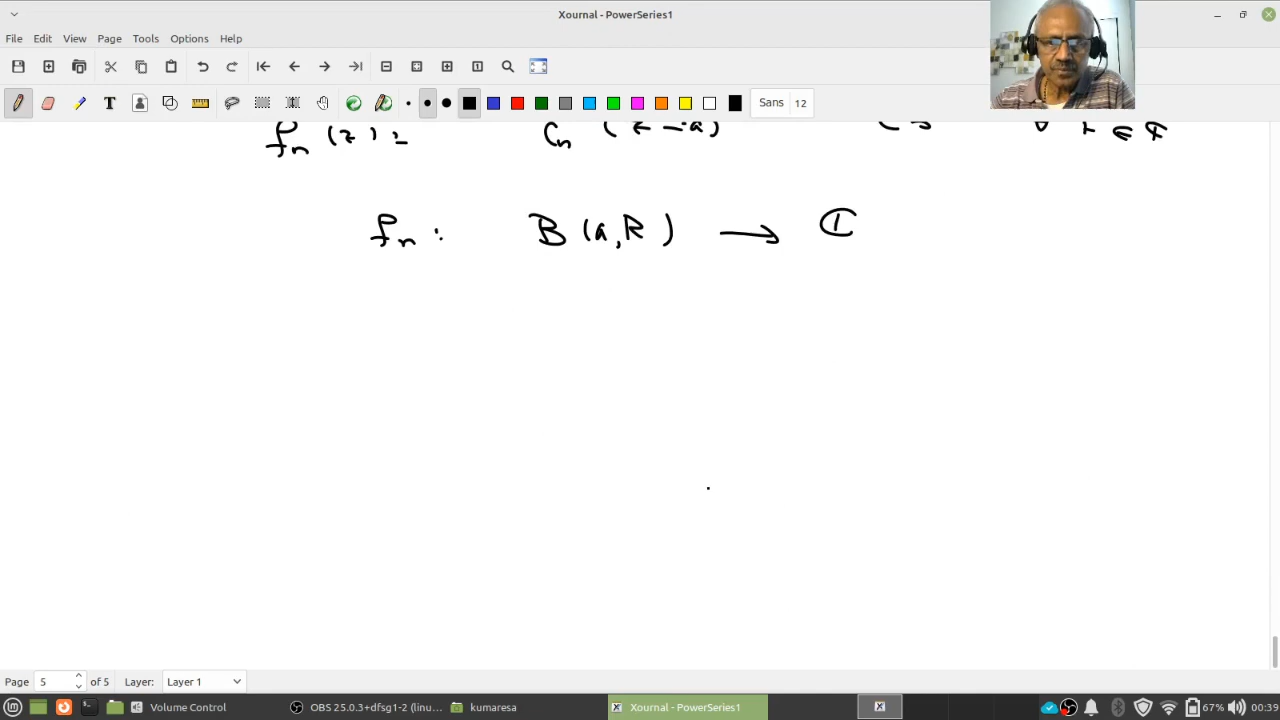 Xournal - PowerSeries1
File Edit View Page Tools Options Help
Sans 12
fn (z) = Cn (z - a)
fn : B (a, R) → ℂ
Page 5 of 5 Layer: Layer 1
Volume Control OBS 25.0.3+dfsg1-2 (linu... kumaresa Xournal - PowerSeries1 67% 00:39